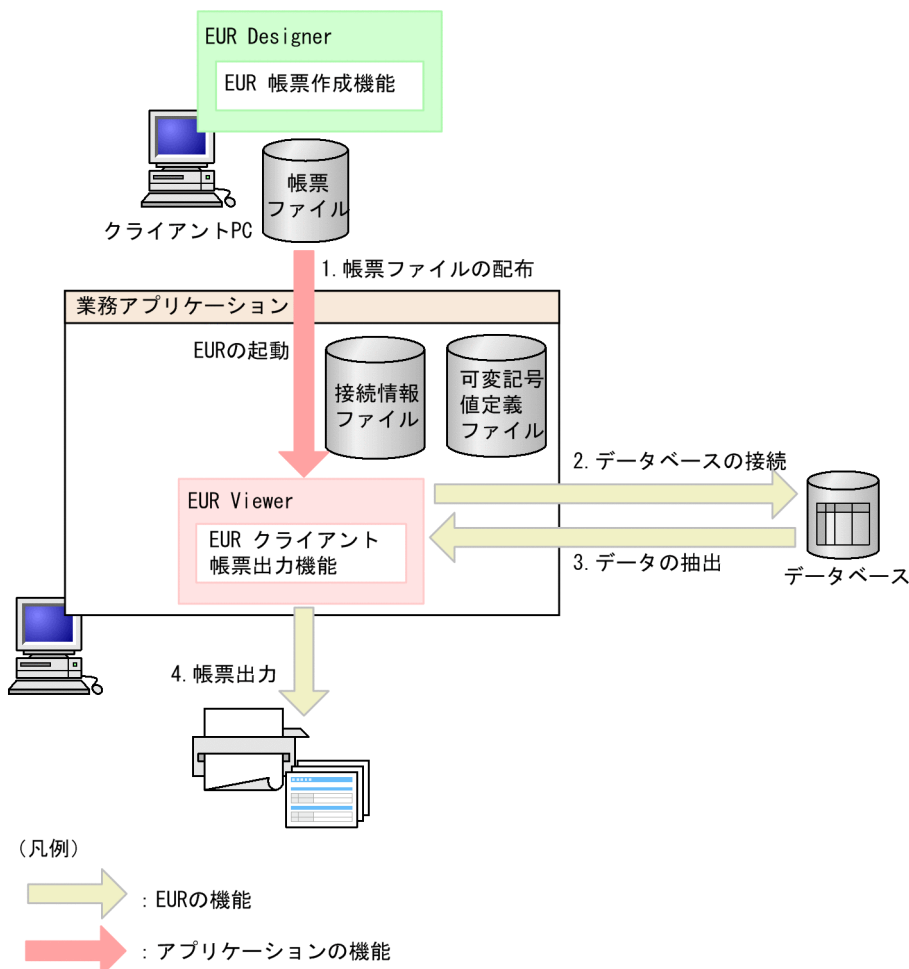 EUR Designer
EUR 帳票作成機能
帳票
ファイル
クライアントPC
1. 帳票ファイルの配布
業務アプリケーション
EURの起動
接続情報
ファイル
可変記号
値定義
ファイル
2. データベースの接続
EUR Viewer
EUR クライアント
帳票出力機能
3. データの抽出
データベース
4. 帳票出力
(凡例)
: EURの機能
: アプリケーションの機能